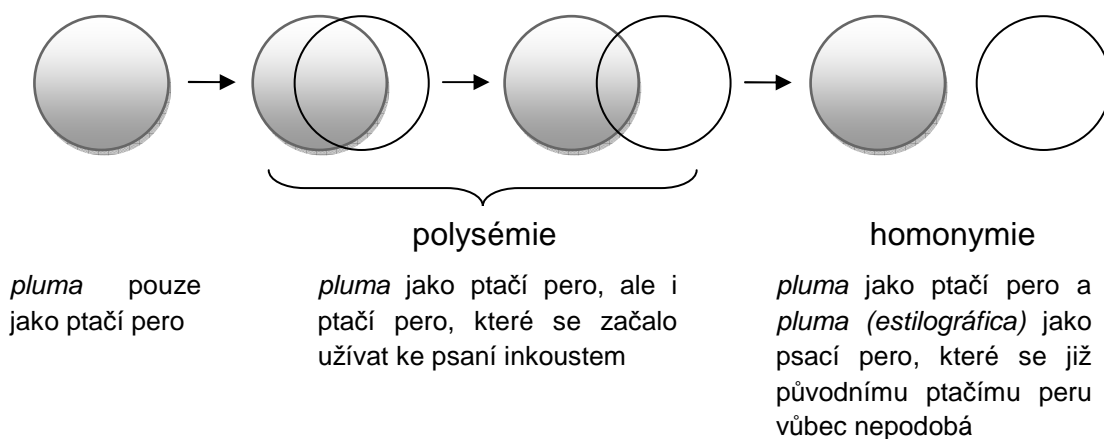 polysémie
homonymie
pluma pouze
jako ptačí pero
pluma jako ptačí pero, ale i
ptačí pero, které se začalo
užívat ke psaní inkoustem
pluma jako ptačí pero a
pluma (estilográfica) jako
psací pero, které se již
původnímu ptačímu peru
vůbec nepodobá